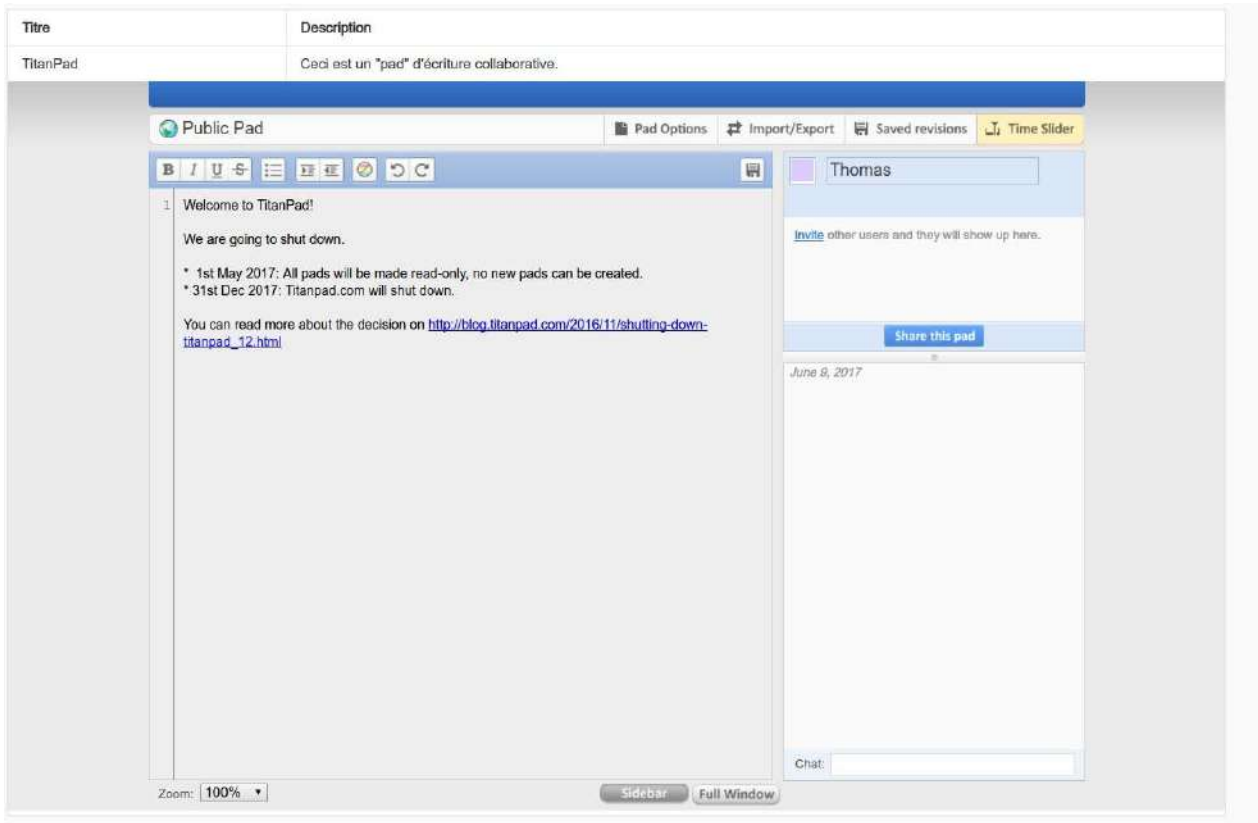 Titre Description
TitanPad Ceci est un "pad" d'écriture collaborative.
Public Pad Pad Options Import/Export Saved revisions Time Slider
B I U S
Thomas
1 Welcome to TitanPad!
We are going to shut down.
Invite other users and they will show up here.
* 1st May 2017: All pads will be made read-only, no new pads can be created.
* 31st Dec 2017: Titanpad.com will shut down.
You can read more about the decision on http://blog.titanpad.com/2016/11/shutting-down-
titanpad_12.html
Share this pad
June 9, 2017
Chat:
Zoom: 100% Sidebar Full Window